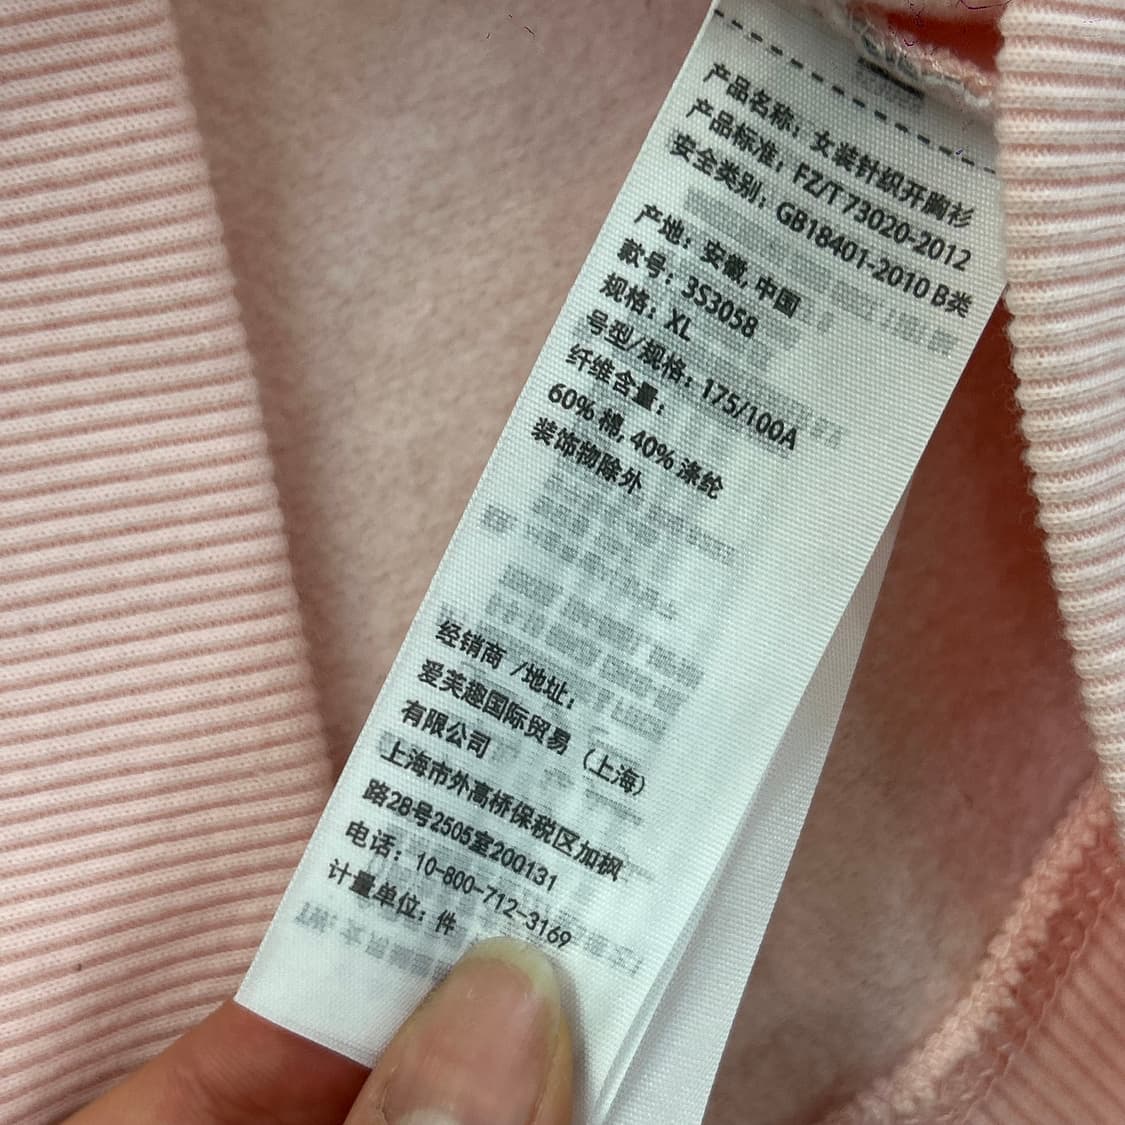 产品名称：女装针织开胸衫
产品标准：FZ/T 73020-2012
安全类别：GB18401-2010 B类
产地：安徽, 中国
款号：3S3058
规格：XL
号型/规格：175/100A
纤维含量：
60% 棉, 40% 涤纶
装饰物除外
经销商 /地址：
爱芙趣国际贸易（上海）
有限公司
上海市外高桥保税区加枫
路28号2505室200131
电话：10-800-712-3169
计量单位：件